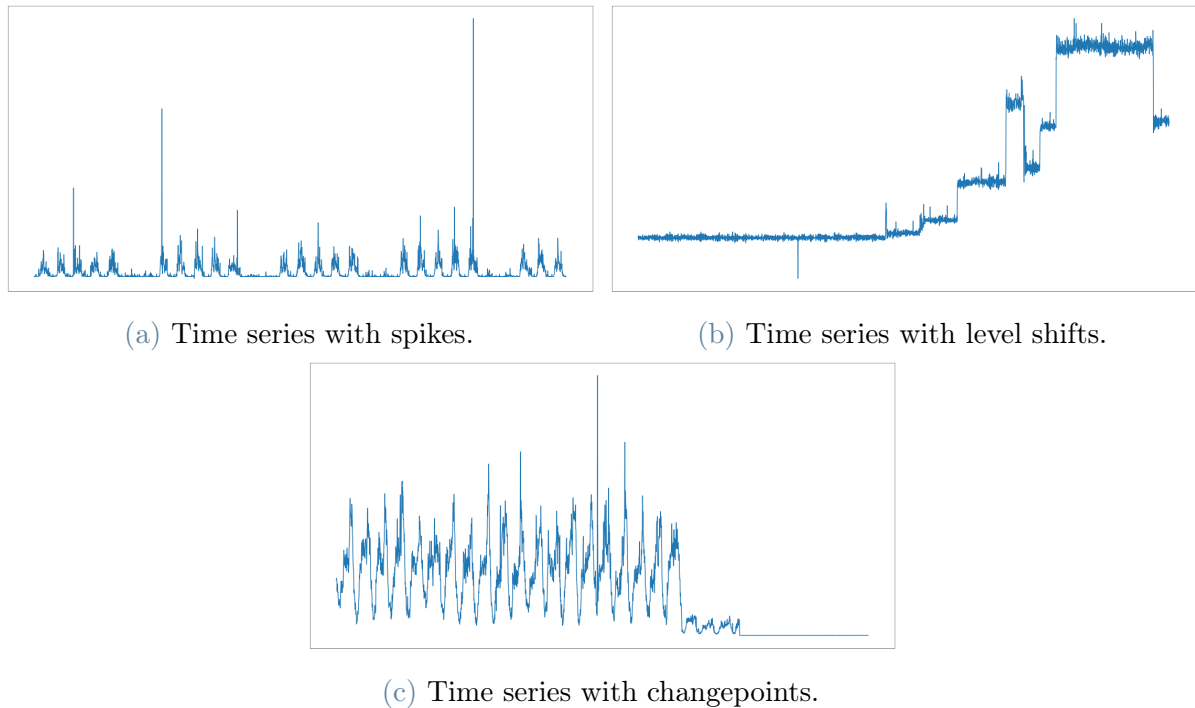 (a) Time series with spikes.
(b) Time series with level shifts.
(c) Time series with changepoints.